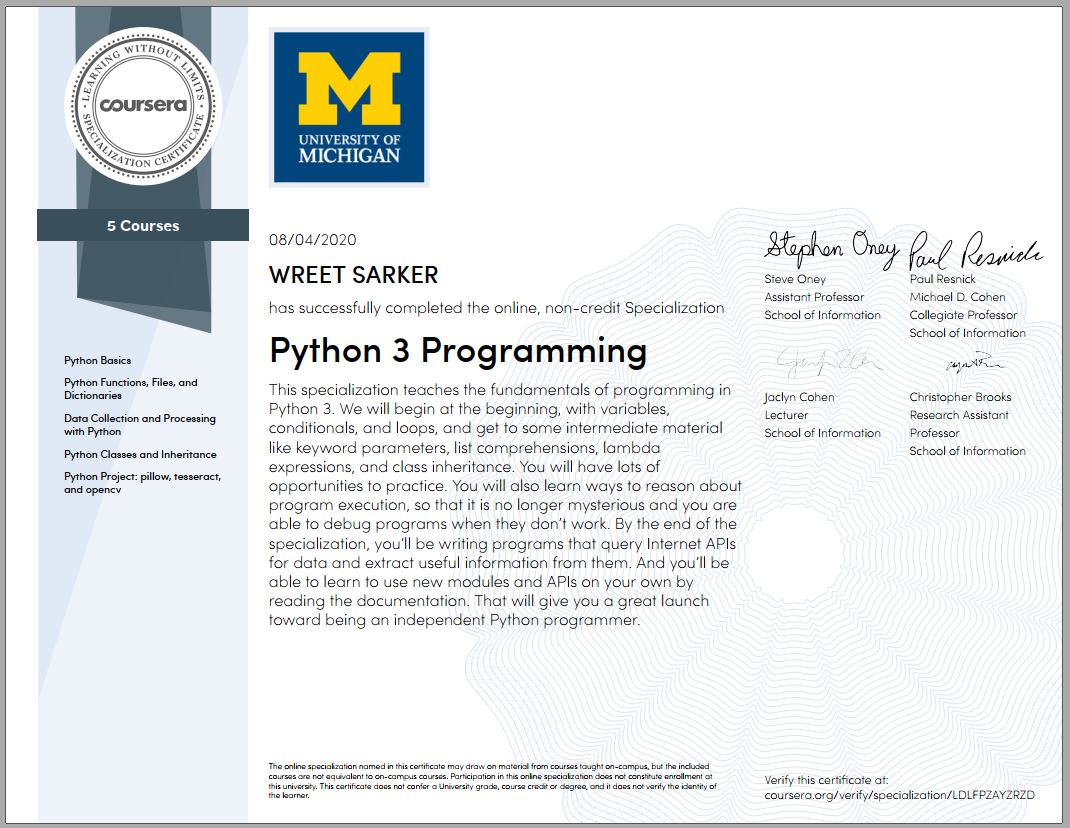 LEARNING WITHOUT LIMITS
coursera
SPECIALIZATION CERTIFICATE
5 Courses
Python Basics
Python Functions, Files, and
Dictionaries
Data Collection and Processing
with Python
Python Classes and Inheritance
Python Project: pillow, tesseract,
and opencv
M
UNIVERSITY OF
MICHIGAN
08/04/2020
WREET SARKER
has successfully completed the online, non-credit Specialization
Python 3 Programming
This specialization teaches the fundamentals of programming in
Python 3. We will begin at the beginning, with variables,
conditionals, and loops, and get to some intermediate material
like keyword parameters, list comprehensions, lambda
expressions, and class inheritance. You will have lots of
opportunities to practice. You will also learn ways to reason about
program execution, so that it is no longer mysterious and you are
able to debug programs when they don't work. By the end of the
specialization, you'll be writing programs that query Internet APIs
for data and extract useful information from them. And you'll be
able to learn to use new modules and APIs on your own by
reading the documentation. That will give you a great launch
toward being an independent Python programmer.
Stephen Oney
Steve Oney
Assistant Professor
School of Information
Paul Resnick
Paul Resnick
Michael D. Cohen
Collegiate Professor
School of Information
Jaclyn Cohen
Lecturer
School of Information
Christopher Brooks
Research Assistant
Professor
School of Information
The online specialization named in this certificate may draw on material from courses taught on-campus, but the included
courses are not equivalent to on-campus courses. Participation in this online specialization does not constitute enrollment at
this university. This certificate does not confer a University grade, course credit or degree, and it does not verify the identity of
the learner.
Verify this certificate at:
coursera.org/verify/specialization/LDLFPZAYZRZD